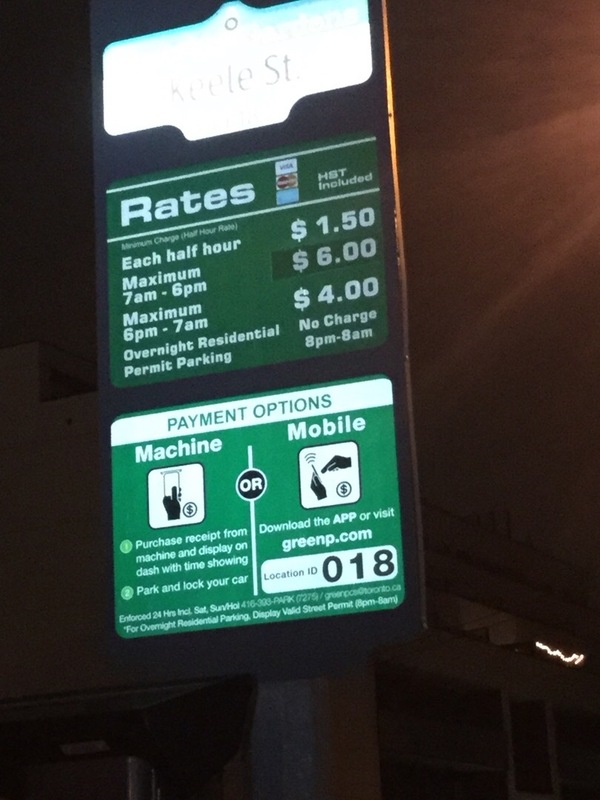 Keele St.
Rates
VISA
HST
Included
Minimum Charge (Half Hour Rate)
Each half hour $ 1.50
Maximum
7am - 6pm $ 6.00
Maximum
6pm - 7am $ 4.00
Overnight Residential
Permit Parking
No Charge
8pm-8am
PAYMENT OPTIONS
Machine
OR
Mobile
1 Purchase receipt from
machine and display on
dash with time showing
2 Park and lock your car
Download the APP or visit
greenp.com
Location ID 018
Enforced 24 Hrs Incl. Sat, Sun/Hol 416-393-PARK (7275) / greenpcs@toronto.ca
*For Overnight Residential Parking, Display Valid Street Permit (8pm-8am)